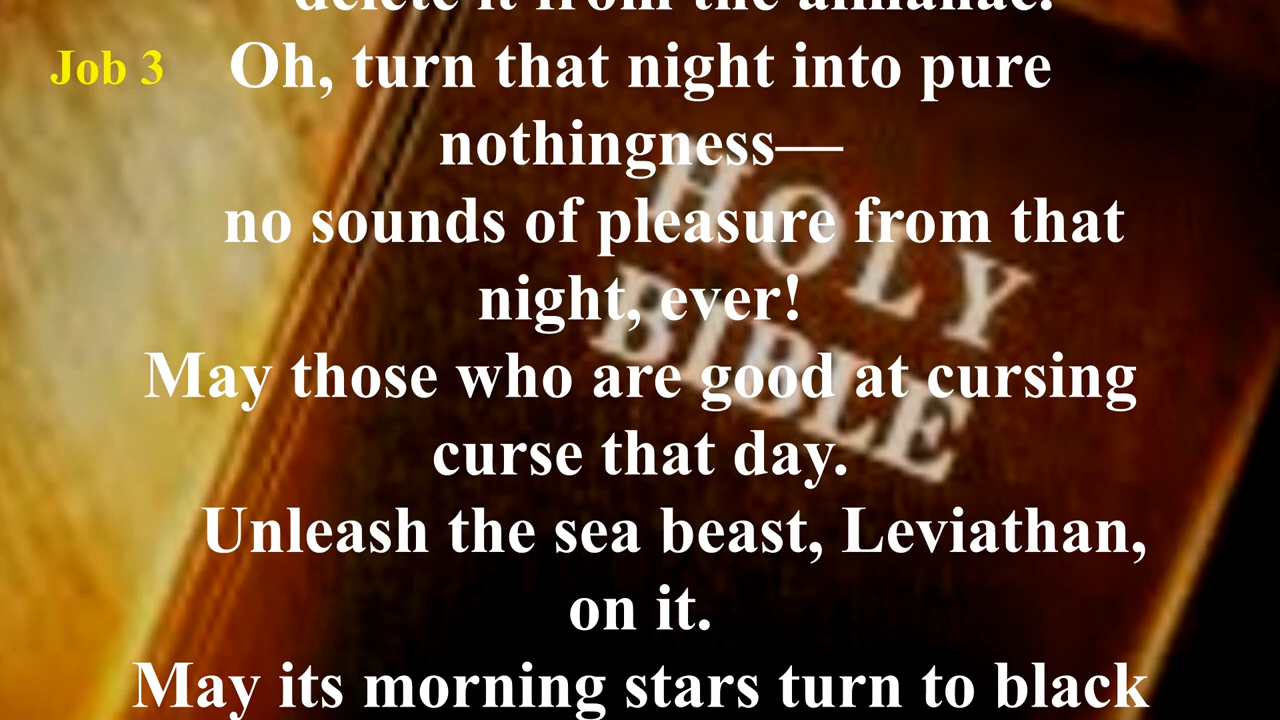 delete it from the almanac.
Job 3
Oh, turn that night into pure
nothingness—
no sounds of pleasure from that
night, ever!
May those who are good at cursing
curse that day.
Unleash the sea beast, Leviathan,
on it.
May its morning stars turn to black
HOLY
BIBLE